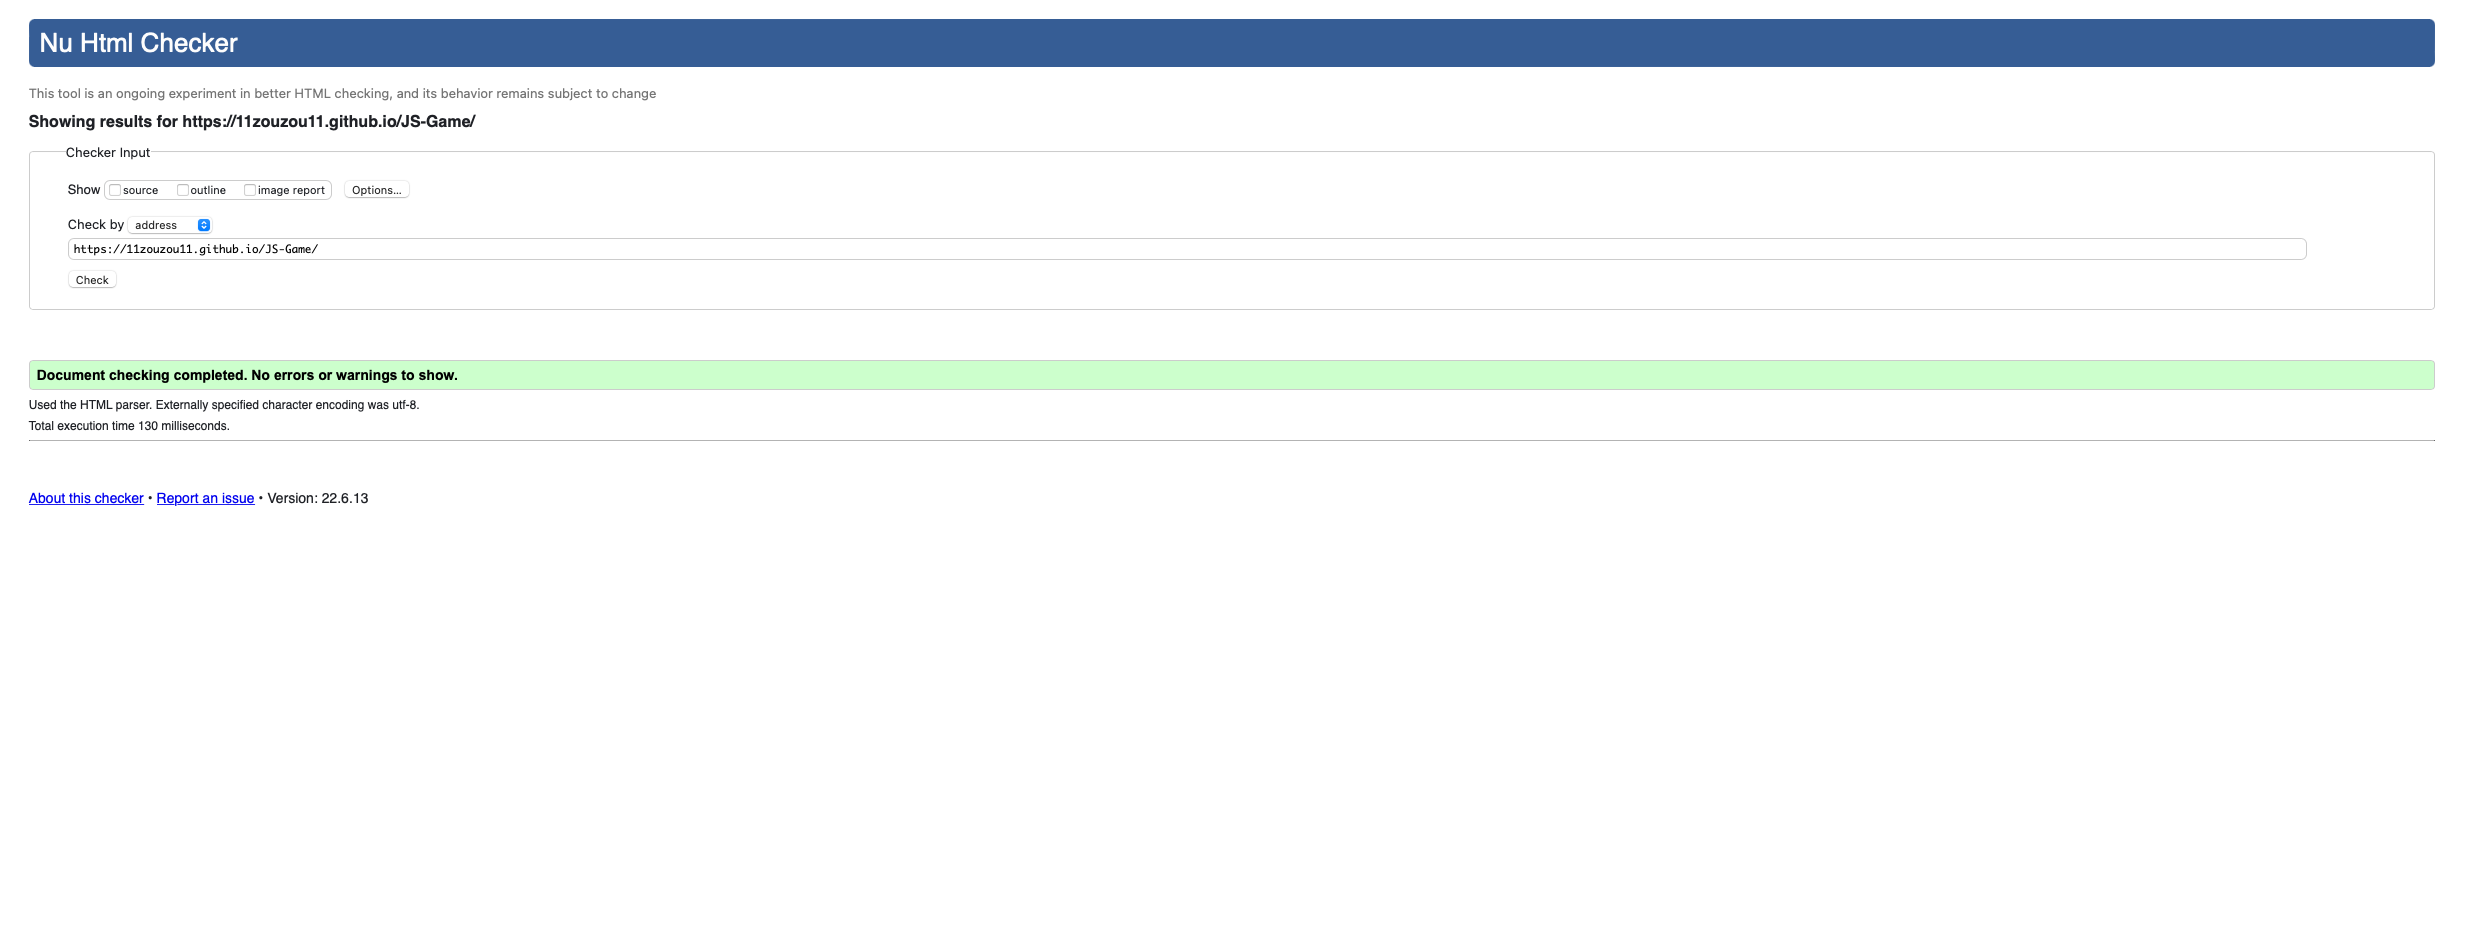 Nu Html Checker
This tool is an ongoing experiment in better HTML checking, and its behavior remains subject to change
Showing results for https://11zouzou11.github.io/JS-Game/
Checker Input
Show source outline image report Options...
Check by address
https://11zouzou11.github.io/JS-Game/
Check
Document checking completed. No errors or warnings to show.
Used the HTML parser. Externally specified character encoding was utf-8.
Total execution time 130 milliseconds.
About this checker • Report an issue • Version: 22.6.13